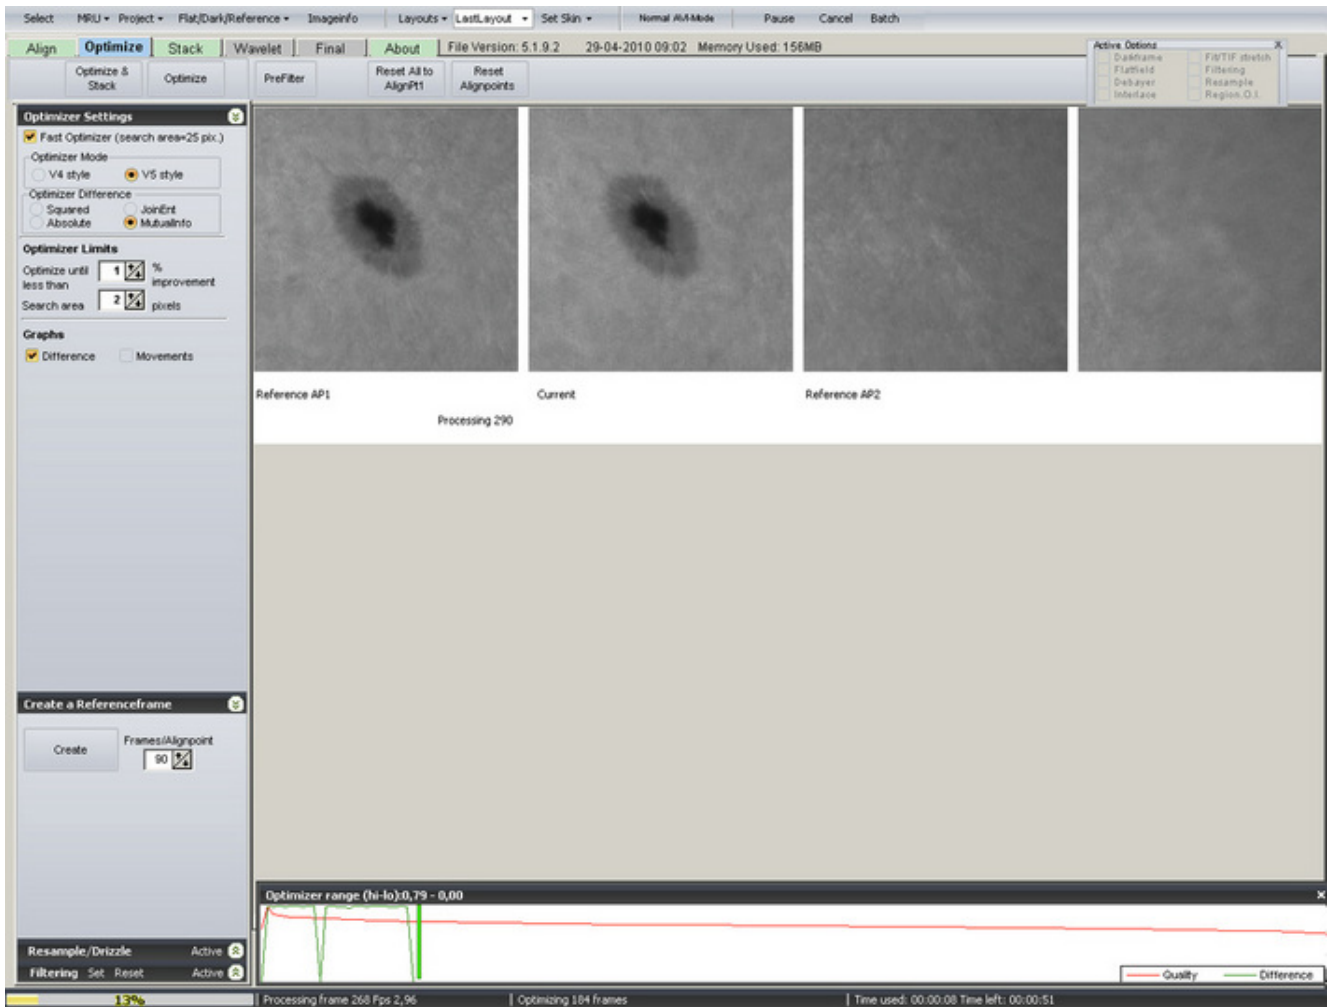 Select MRU Project Flat/Dark/Reference Imageinfo Layouts LastLayout Set Skin Normal AVI-Mode Pause Cancel Batch
Align Optimize Stack Wavelet Final About File Version: 5.1.9.2 29-04-2010 09:02 Memory Used: 156MB
Active Options X
Darkframe Fit/TIF stretch
Flatfield Filtering
Debayer Resample
Interlace Region.O.I.
Optimize &
Stack
Optimize
PreFilter
Reset All to
AlignPt1
Reset
Alignpoints
Optimizer Settings
Fast Optimizer (search area=25 pix.)
Optimizer Mode
V4 style V5 style
Optimizer Difference
Squared JoinEnt
Absolute MutualInfo
Optimizer Limits
Optimize until
less than
1 %
improvement
Search area 2 pixels
Graphs
Difference Movements
Reference AP1 Current Reference AP2
Processing 290
Create a Referenceframe
Create
Frames/Alignpoint
90
Optimizer range (hi-lo):0,79 - 0,00 x
Quality Difference
Resample/Drizzle Active
Filtering Set Reset Active
13% Processing frame 268 Fps 2,96 Optimizing 184 frames Time used: 00:00:08 Time left: 00:00:51